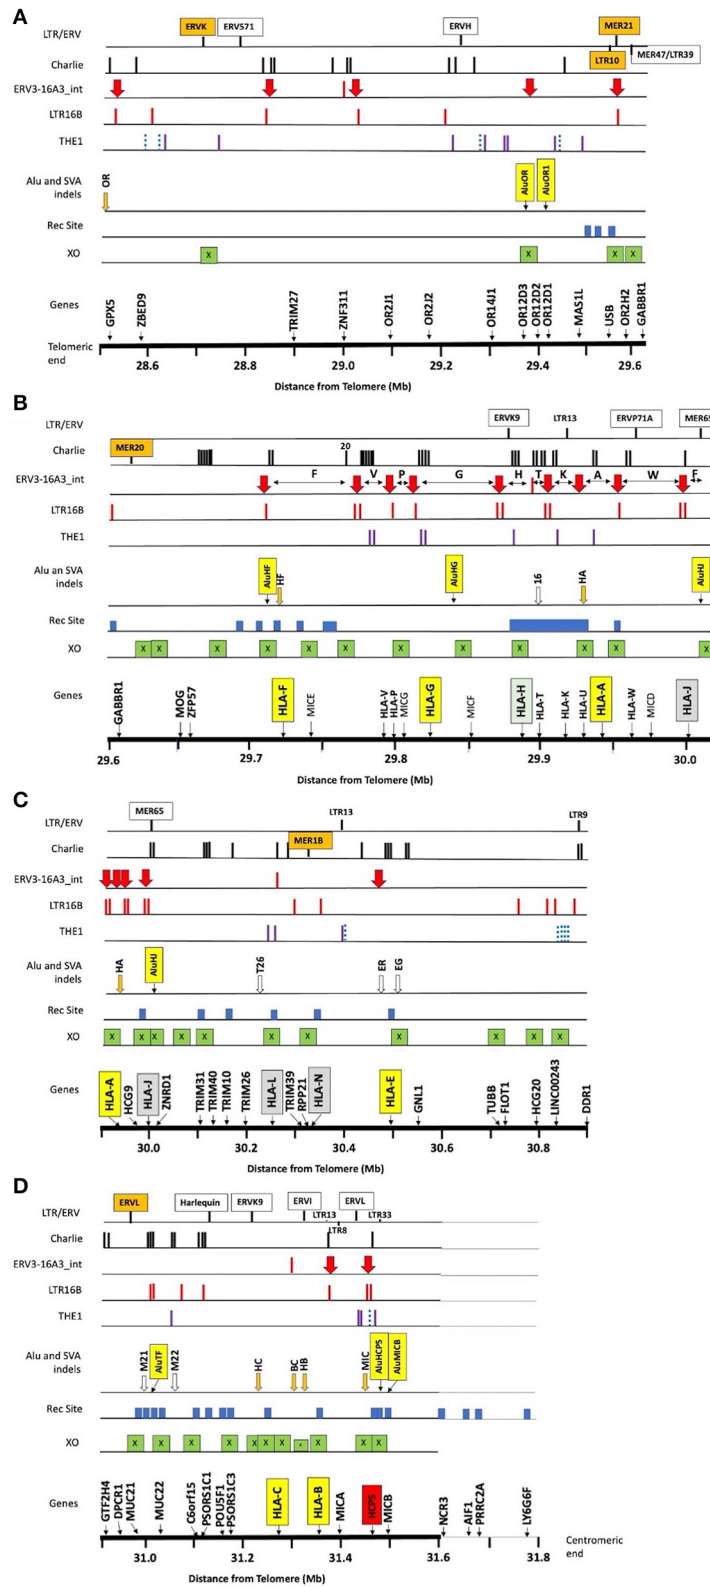 A
LTR/ERV
ERVK
ERVS71
ERVH
MER21
LTR10
MER47/LTR39
Charlie
ERV3-16A3_int
LTR16B
THE1
Alu and SVA
indels
OR
AluOR
AluOR1
Rec Site
XO
X X X X
Genes
GPX5
ZBED9
TRIM27
ZNF311
OR2J1
OR2J2
OR14J1
OR12D3
OR12D2
OR12D1
MAS1L
USB
OR2H2
GABBR1
Telomeric
end
28.6 28.8 29.0 29.2 29.4 29.6
Distance from Telomere (Mb)
B
LTR/ERV
ERVK9
LTR13
ERVP71A
MER65
MER20
Charlie
20
ERV3-16A3_int
F V P G H T K A W F
LTR16B
THE1
Alu an SVA
indels
AluHF
HF
AluHG
16
HA
AluHJ
Rec Site
XO
X X X X X X X X X X X X
Genes
GABBR1
MOG
ZFP57
HLA-F
MICE
HLA-V
HLA-P
MICG
HLA-G
MICF
HLA-H
HLA-T
HLA-K
HLA-U
HLA-A
HLA-W
MICD
HLA-J
29.6 29.7 29.8 29.9 30.0
Distance from Telomere (Mb)
C
LTR/ERV
MER65
LTR13
LTR9
Charlie
MER1B
ERV3-16A3_int
LTR16B
THE1
Alu and SVA
indels
HA
AluHJ
T26
ER
EG
Rec Site
XO
X X X X X X X X X X X
Genes
HLA-A
HCG9
HLA-J
ZNRD1
TRIM31
TRIM40
TRIM10
TRIM26
HLA-L
TRIM39
RPP21
HLA-N
HLA-E
GNL1
TUBB
FLOT1
HCG20
LINC00243
DDR1
30.0 30.2 30.4 30.6 30.8
Distance from Telomere (Mb)
D
LTR/ERV
ERVL
Harlequin
ERVK9
ERVI
LTR13
LTR8
ERVL
LTR33
Charlie
ERV3-16A3_int
LTR16B
THE1
Alu and SVA
indels
M21
AluTF
M22
HC
BC
HB
MIC
AluHCP5
AluMICB
Rec Site
XO
X X X X X X X x X X X
Genes
GTF2H4
DPCR1
MUC21
MUC22
C6orf15
PSORS1C1
POU5F1
PSORS1C3
HLA-C
HLA-B
MICA
HCP5
MICB
NCR3
AIF1
PRRC2A
LY6G6F
Centromeric
end
31.0 31.2 31.4 31.6 31.8
Distance from Telomere (Mb)